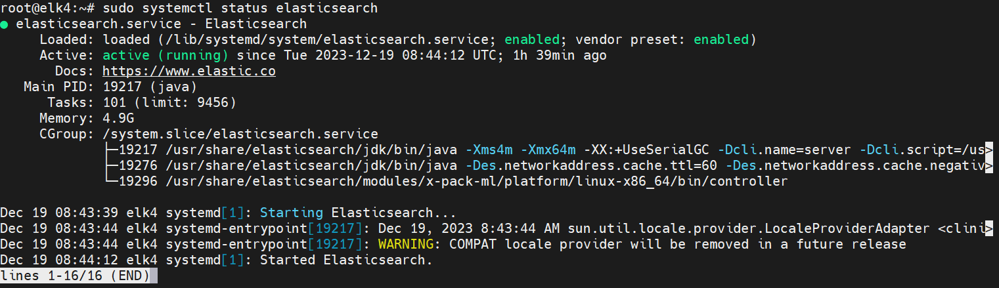 root@elk4:~# sudo systemctl status elasticsearch
● elasticsearch.service - Elasticsearch
     Loaded: loaded (/lib/systemd/system/elasticsearch.service; enabled; vendor preset: enabled)
     Active: active (running) since Tue 2023-12-19 08:44:12 UTC; 1h 39min ago
       Docs: https://www.elastic.co
   Main PID: 19217 (java)
      Tasks: 101 (limit: 9456)
     Memory: 4.9G
     CGroup: /system.slice/elasticsearch.service
             ├─19217 /usr/share/elasticsearch/jdk/bin/java -Xms4m -Xmx64m -XX:+UseSerialGC -Dcli.name=server -Dcli.script=/us>
             ├─19276 /usr/share/elasticsearch/jdk/bin/java -Des.networkaddress.cache.ttl=60 -Des.networkaddress.cache.negativ>
             └─19296 /usr/share/elasticsearch/modules/x-pack-ml/platform/linux-x86_64/bin/controller

Dec 19 08:43:39 elk4 systemd[1]: Starting Elasticsearch...
Dec 19 08:43:44 elk4 systemd-entrypoint[19217]: Dec 19, 2023 8:43:44 AM sun.util.locale.provider.LocaleProviderAdapter <clini>
Dec 19 08:43:44 elk4 systemd-entrypoint[19217]: WARNING: COMPAT locale provider will be removed in a future release
Dec 19 08:44:12 elk4 systemd[1]: Started Elasticsearch.
lines 1-16/16 (END)